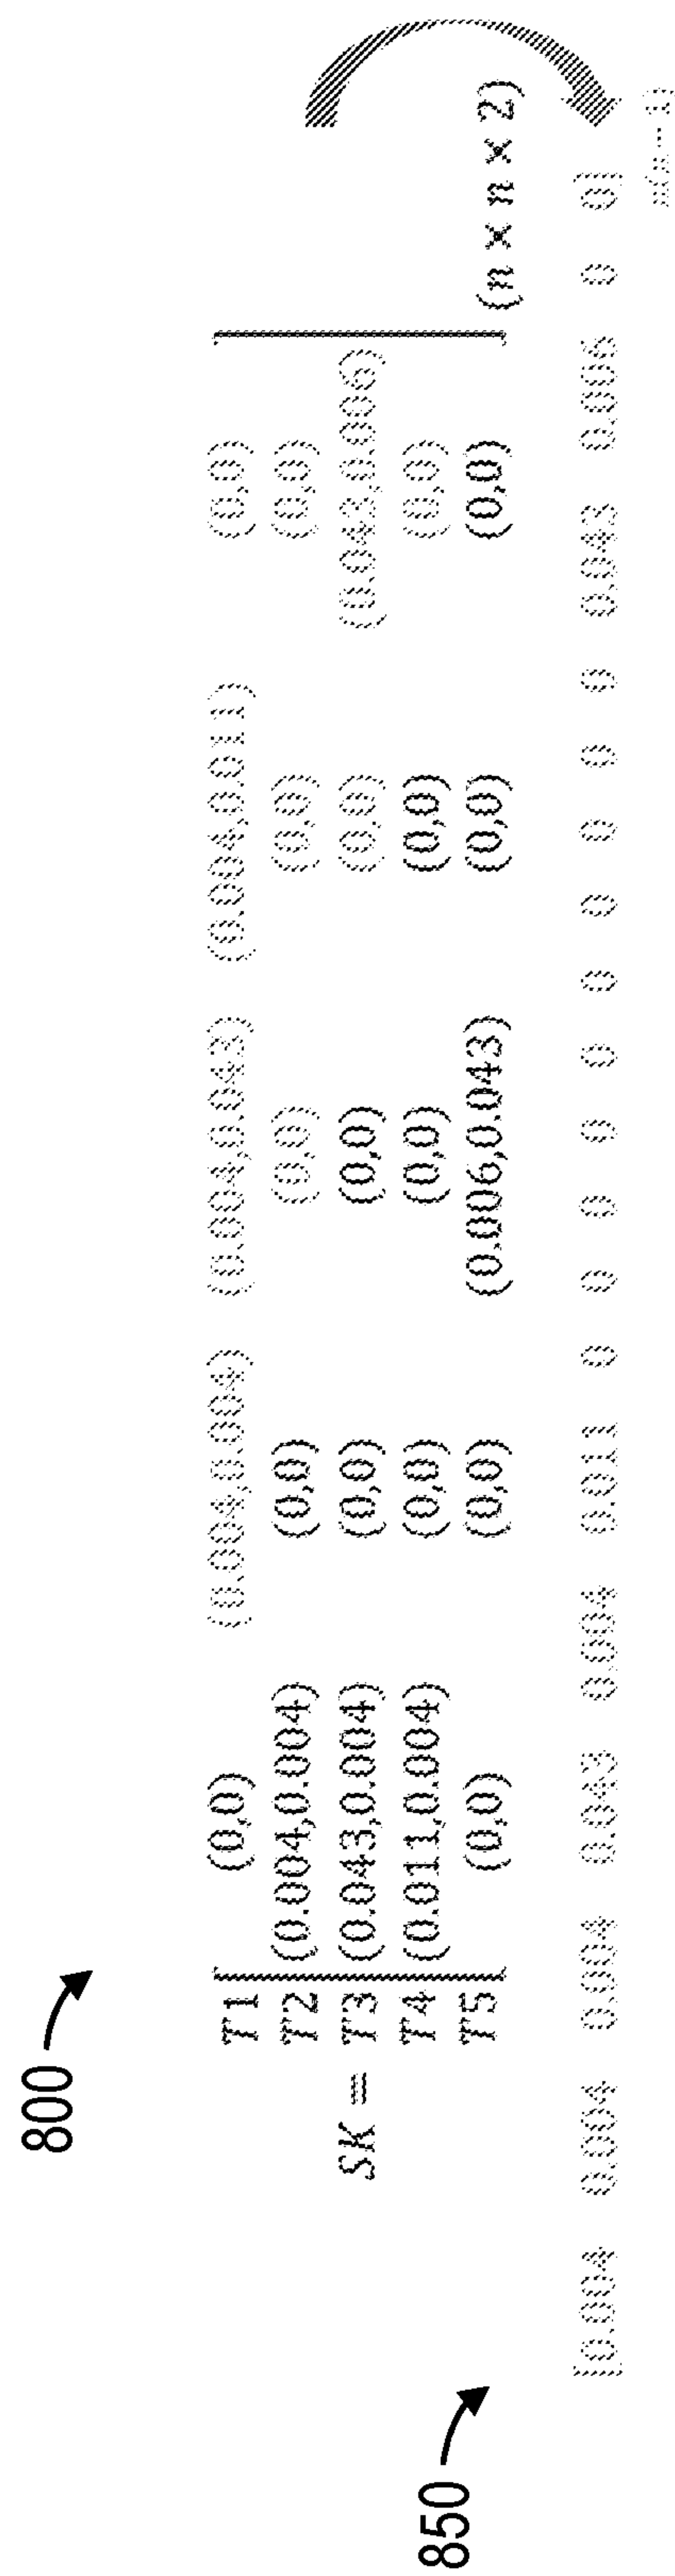 800
T1 (0,0) (0.004,0.004) (0.004,0.043) (0.004,0.011) (0,0)
T2 (0.004,0.004) (0,0) (0,0) (0,0) (0,0)
SK = T3 (0.043,0.004) (0,0) (0,0) (0,0) (0.043,0.006)
T4 (0.011,0.004) (0,0) (0,0) (0,0) (0,0)
T5 (0,0) (0,0) (0.006,0.043) (0,0) (0,0)
(n × n × 2)
850
[0.004 0.004 0.004 0.043 0.004 0.011 0 0 0 0 0 0 0 0 0 0 0.043 0.006 0 0]